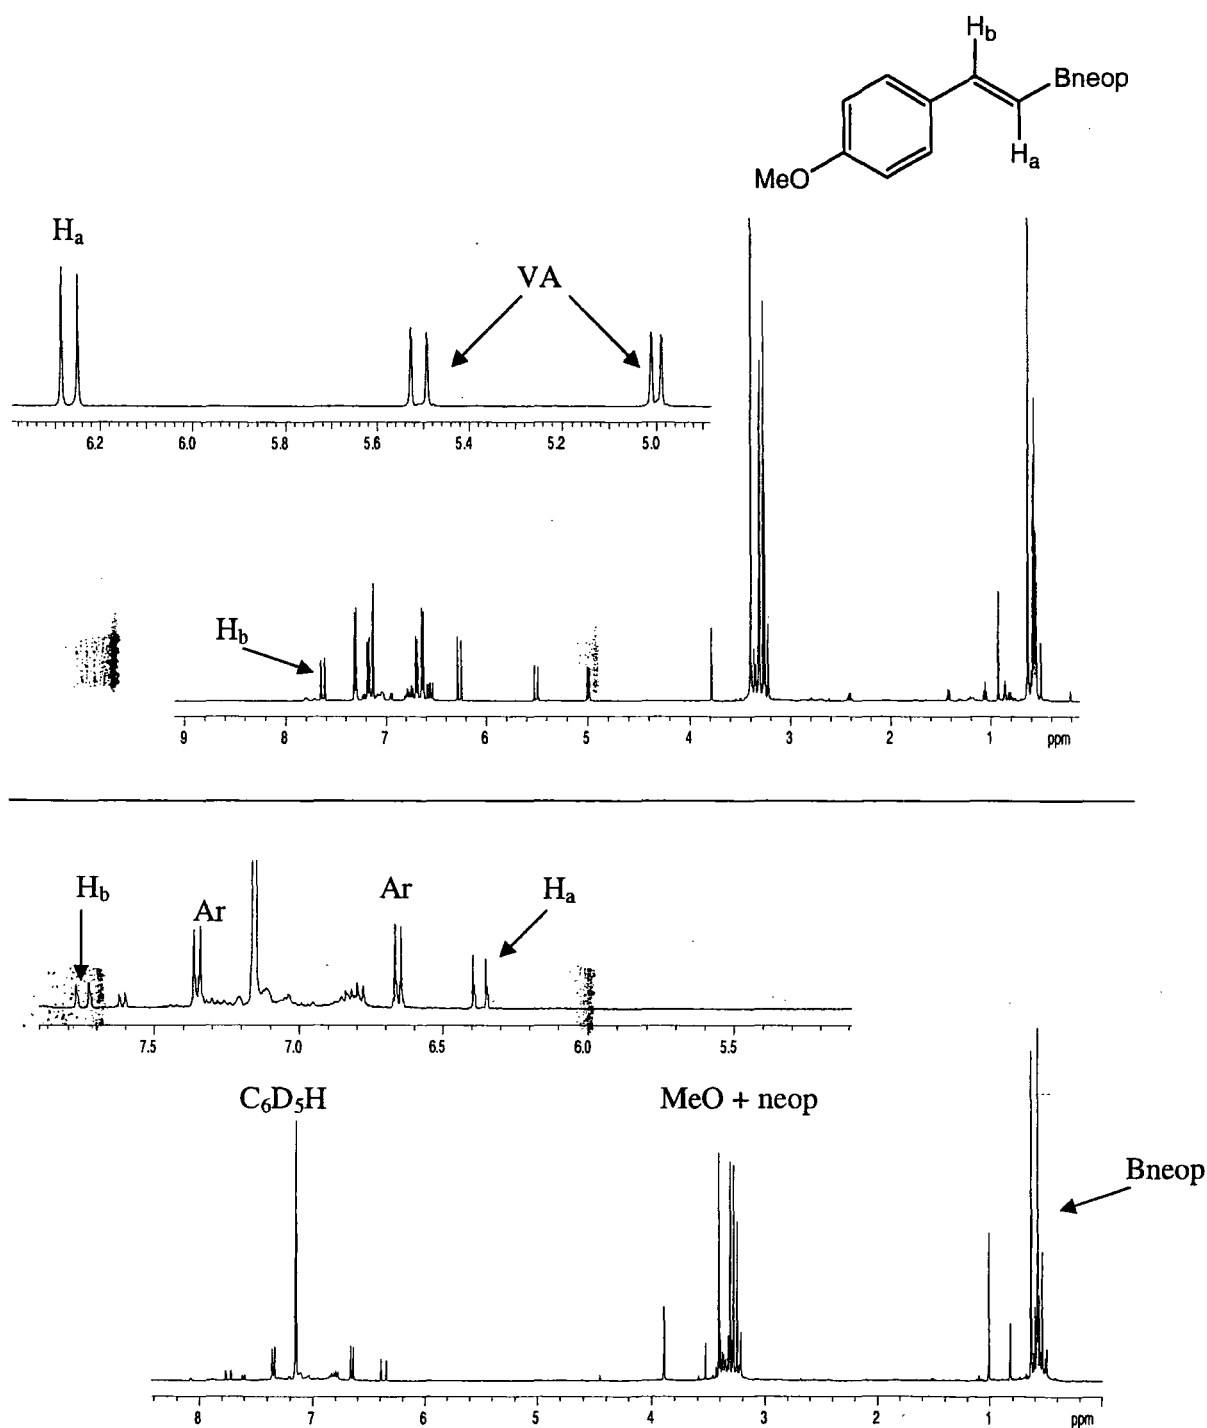 Hb
Bneop
Ha
MeO
Ha
VA
6.2 6.0 5.8 5.6 5.4 5.2 5.0
Hb
9 8 7 6 5 4 3 2 1 ppm
Hb
Ar
Ar
Ha
7.5 7.0 6.5 6.0 5.5
C6D5H
MeO + neop
Bneop
8 7 6 5 4 3 2 1 ppm